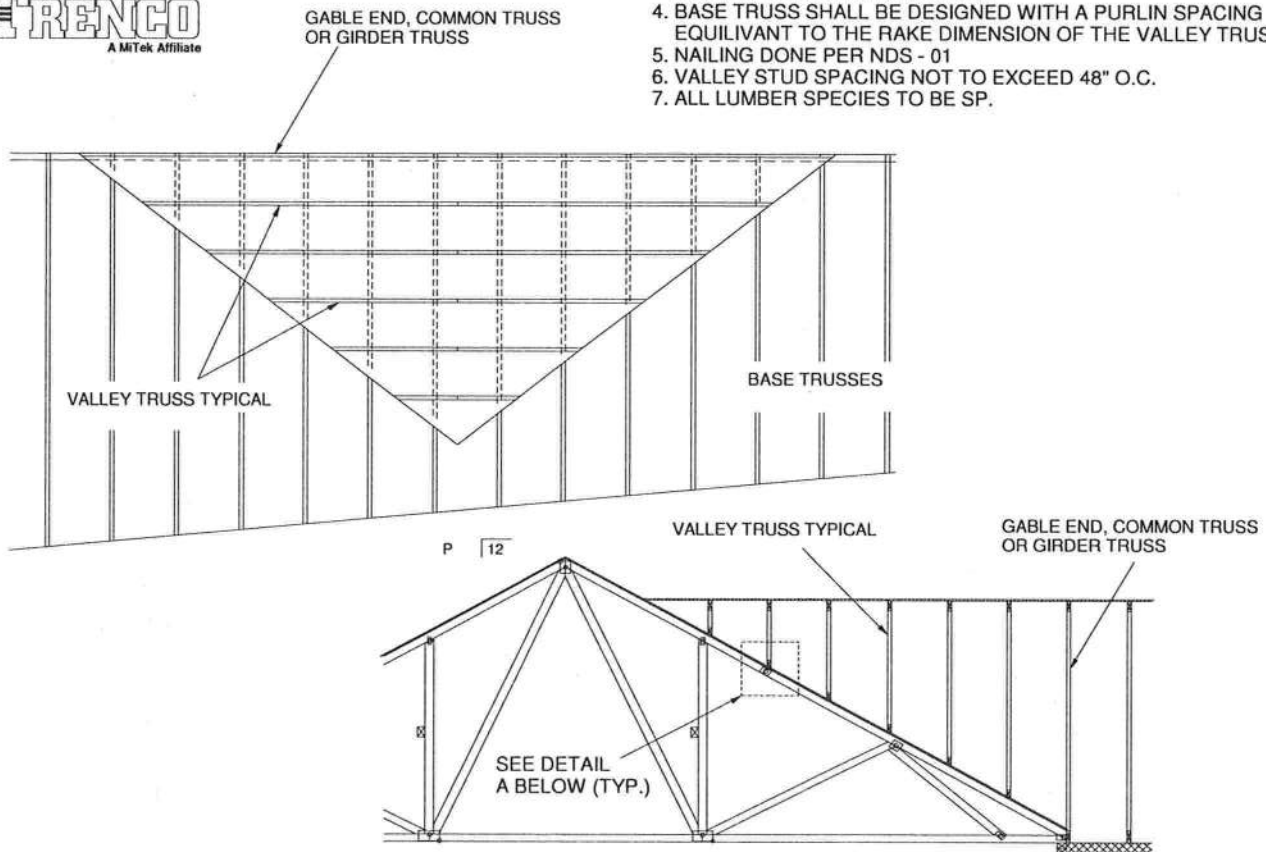 TRENCO
A MiTek Affiliate
GABLE END, COMMON TRUSS
OR GIRDER TRUSS
4. BASE TRUSS SHALL BE DESIGNED WITH A PURLIN SPACING
EQUILIVANT TO THE RAKE DIMENSION OF THE VALLEY TRUS
5. NAILING DONE PER NDS - 01
6. VALLEY STUD SPACING NOT TO EXCEED 48" O.C.
7. ALL LUMBER SPECIES TO BE SP.
VALLEY TRUSS TYPICAL
BASE TRUSSES
P 12
VALLEY TRUSS TYPICAL
GABLE END, COMMON TRUSS
OR GIRDER TRUSS
SEE DETAIL
A BELOW (TYP.)